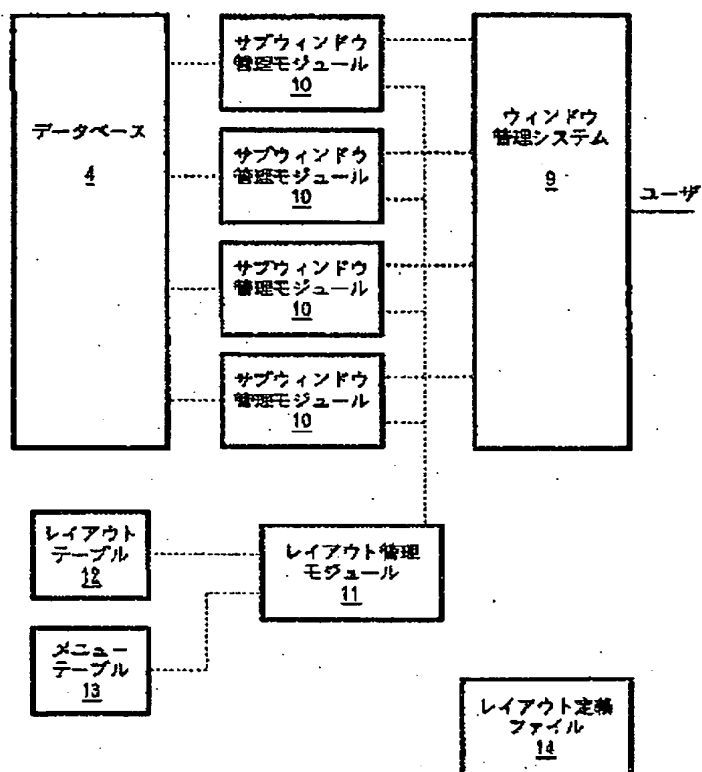 データベース
4
サブウィンドウ
管理モジュール
10
サブウィンドウ
管理モジュール
10
サブウィンドウ
管理モジュール
10
サブウィンドウ
管理モジュール
10
ウィンドウ
管理システム
9
ユーザ
レイアウト
テーブル
12
メニュー
テーブル
13
レイアウト管理
モジュール
11
レイアウト定義
ファイル
14